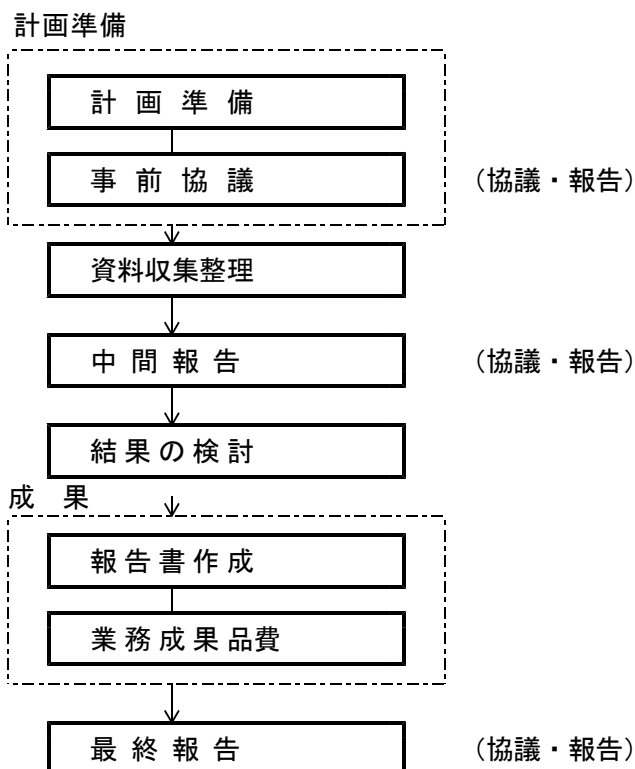 計画準備
計 画 準 備
事 前 協 議 （協議・報告）
資料収集整理
中 間 報 告 （協議・報告）
結 果 の 検 討
成 果
報 告 書 作 成
業 務 成 果 品 費
最 終 報 告 （協議・報告）